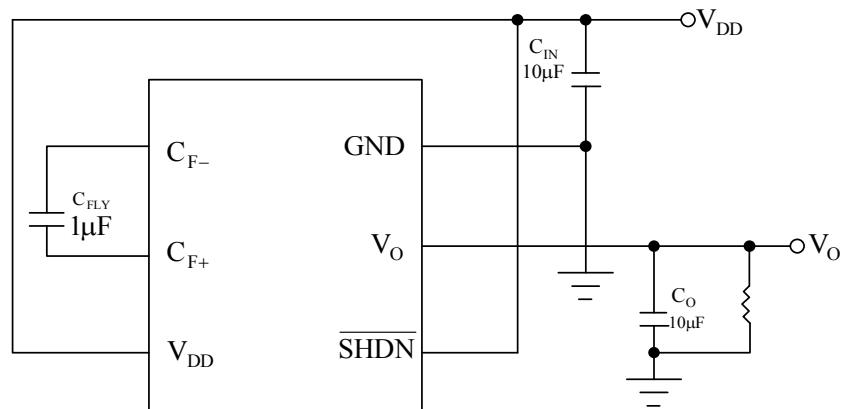 V_DD
C_IN
10μF
C_F−
GND
C_FLY
1μF
C_F+
V_O
V_O
C_O
10μF
V_DD
SHDN